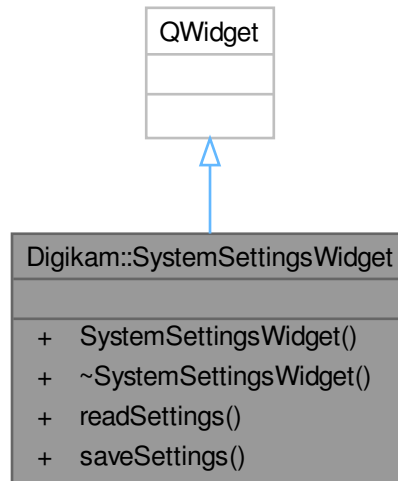 QWidget
Digikam::SystemSettingsWidget
+ SystemSettingsWidget()
+ ~SystemSettingsWidget()
+ readSettings()
+ saveSettings()